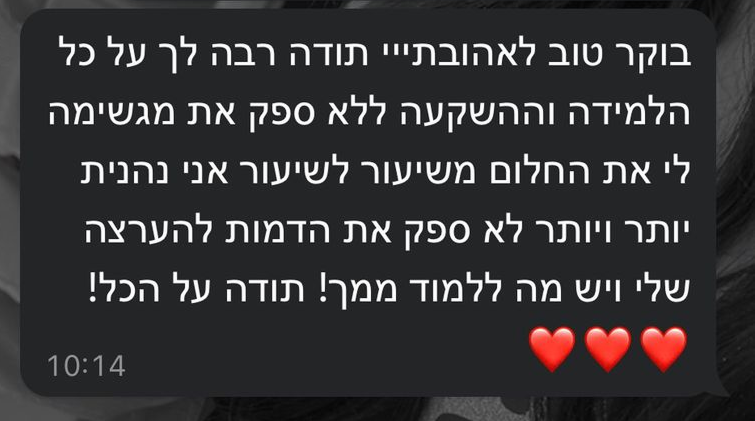 בוקר טוב לאהובתייי תודה רבה לך על כל
הלמידה וההשקעה ללא ספק את מגשימה
לי את החלום משיעור לשיעור אני נהנית
יותר ויותר לא ספק את הדמות להערצה
שלי ויש מה ללמוד ממך! תודה על הכל!
❤️❤️❤️
10:14